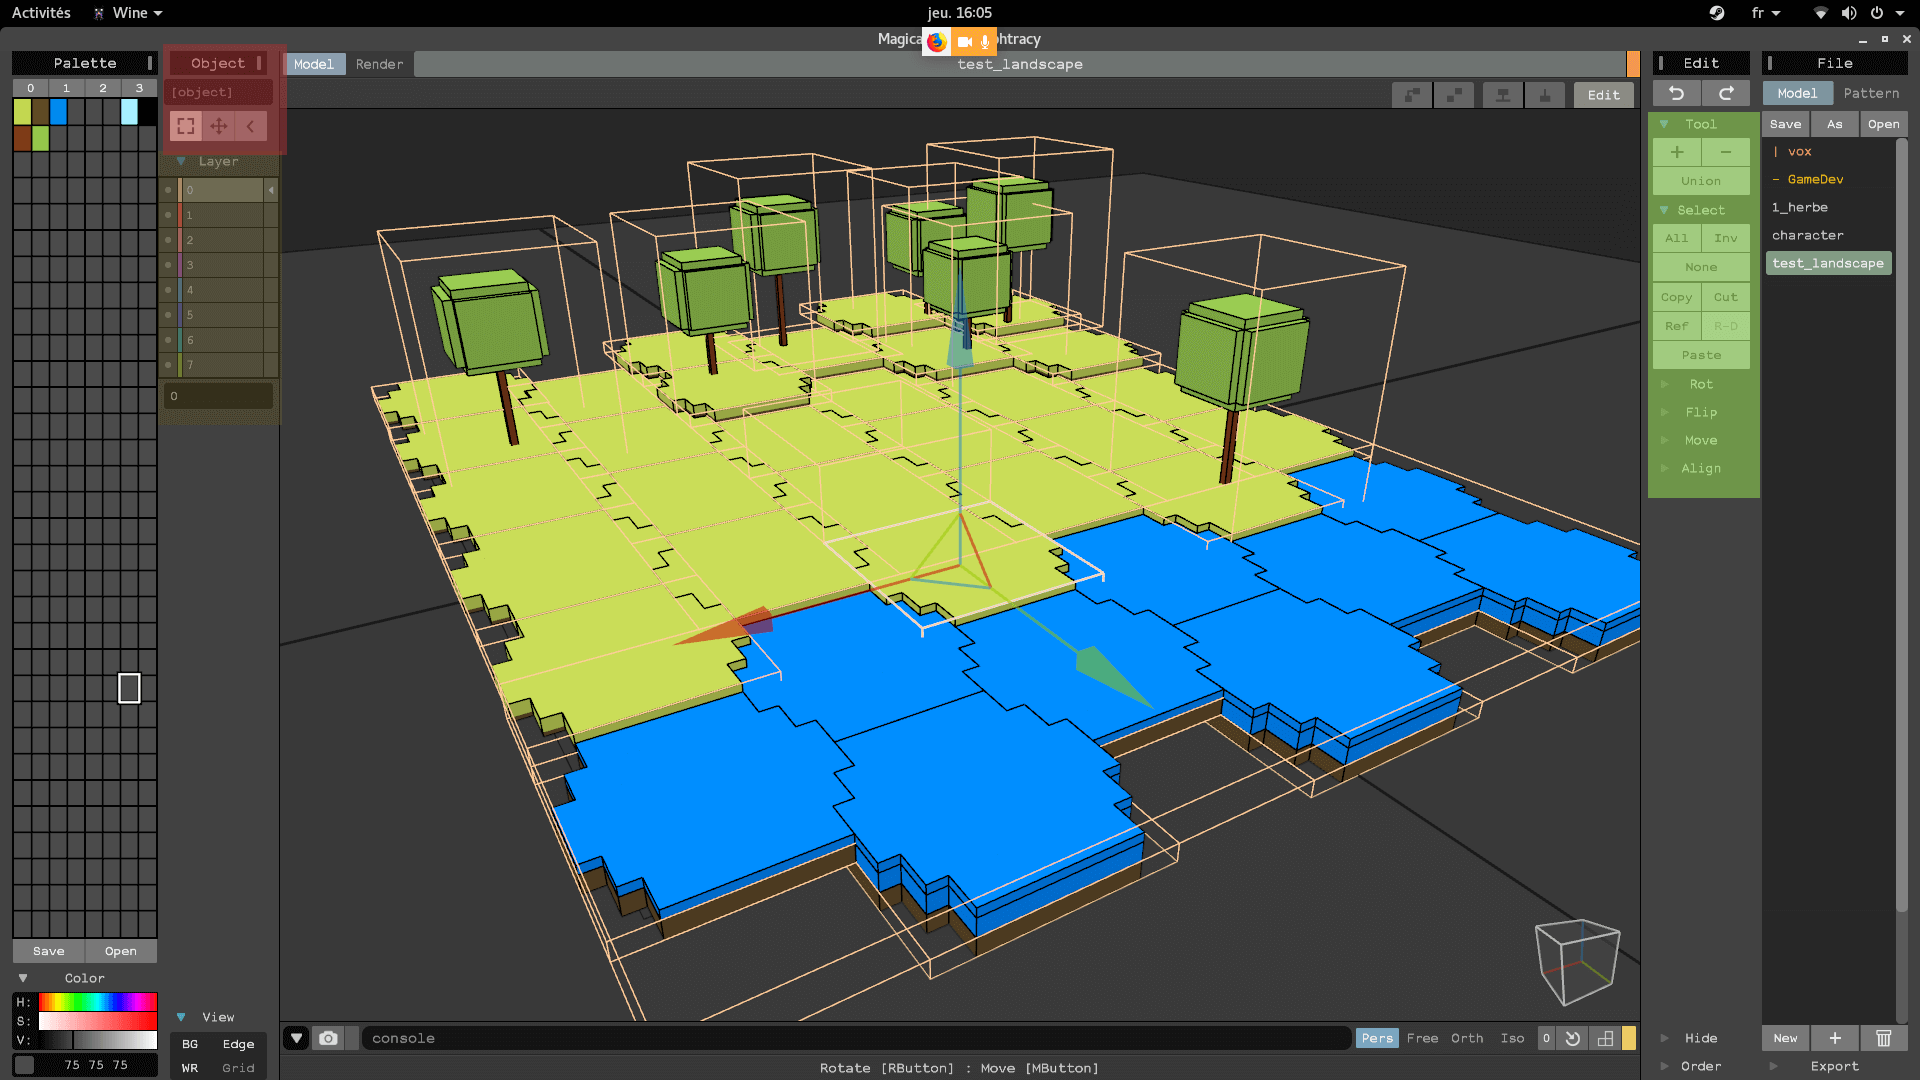 Activités
Wine
jeu. 16:05
fr
Magica
htracy
Palette
Object
Model
Render
test_landscape
Edit
File
0 1 2 3
[object]
Edit
Model
Pattern
Tool
Save
As
Open
+ -
| vox
Layer
Union
- GameDev
0
Select
1_herbe
1
All
Inv
character
2
None
test_landscape
3
Copy
Cut
4
Ref
R-D
5
Paste
6
Rot
7
Flip
0
Move
Align
Save
Open
Color
H:
S:
View
V:
BG
Edge
console
Pers
Free
Orth
Iso
0
Hide
New
+
75 75 75
WR
Grid
Rotate [RButton] : Move [MButton]
Order
Export